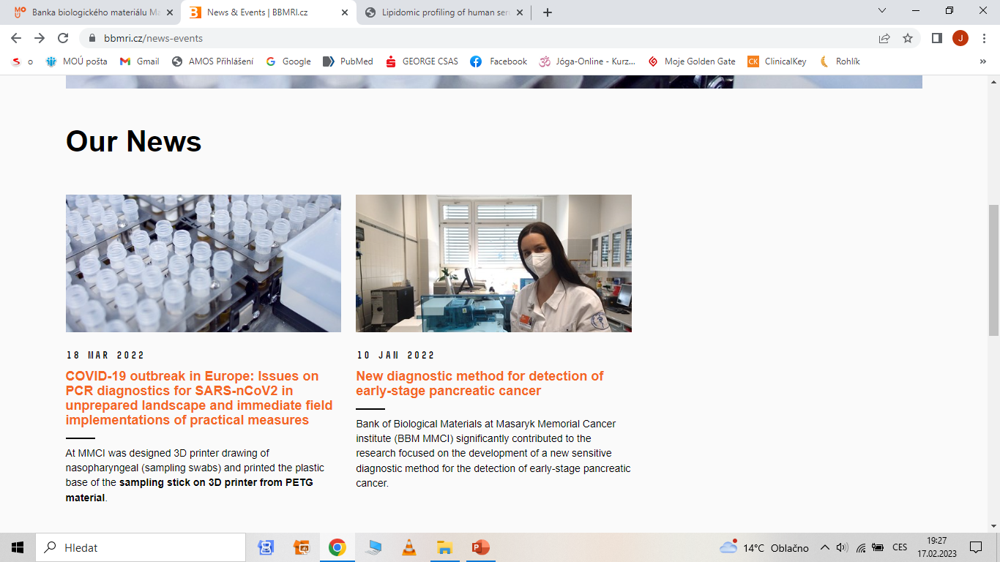 Banka biologického materiálu Ma
News & Events | BBMRI.cz
Lipidomic profiling of human seru
bbmri.cz/news-events
J
o
MOÚ pošta
Gmail
AMOS Přihlášení
Google
PubMed
GEORGE CSAS
Facebook
Jóga-Online - Kurz...
Moje Golden Gate
CK
ClinicalKey
Rohlík
»
Our News
18 MAR 2022
COVID-19 outbreak in Europe: Issues on
PCR diagnostics for SARS-nCoV2 in
unprepared landscape and immediate field
implementations of practical measures
At MMCI was designed 3D printer drawing of
nasopharyngeal (sampling swabs) and printed the plastic
base of the sampling stick on 3D printer from PETG
material.
10 JAN 2022
New diagnostic method for detection of
early-stage pancreatic cancer
Bank of Biological Materials at Masaryk Memorial Cancer
institute (BBM MMCI) significantly contributed to the
research focused on the development of a new sensitive
diagnostic method for the detection of early-stage pancreatic
cancer.
Hledat
14°C Oblačno
CES
19:27
17.02.2023